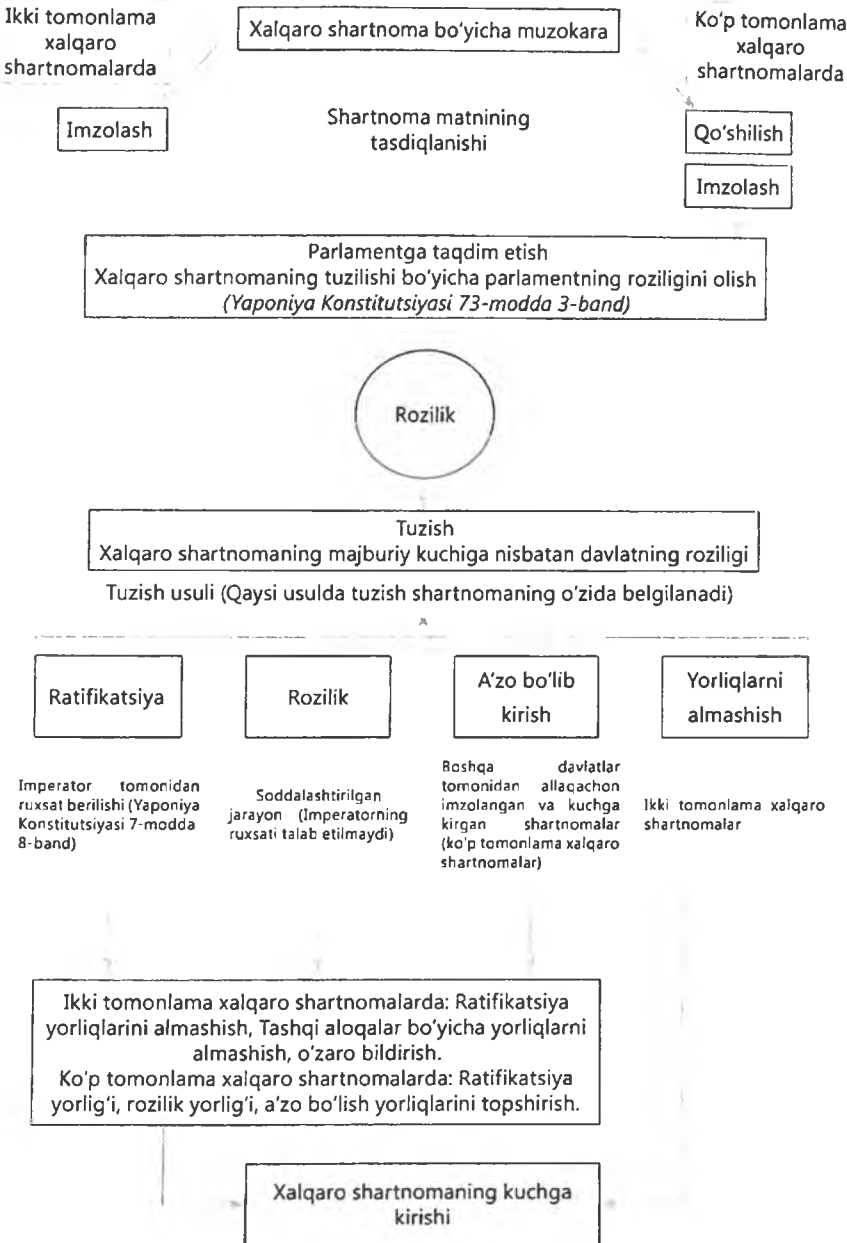 Ikki tomonlama
xalqaro
shartnomalarda
Xalqaro shartnoma bo'yicha muzokara
Ko'p tomonlama
xalqaro
shartnomalarda
Imzolash
Shartnoma matnining
tasdiqlanishi
Qo'shilish
Imzolash
Parlamentga taqdim etish
Xalqaro shartnomaning tuzilishi bo'yicha parlamentning roziligini olish
(Yaponiya Konstitutsiyasi 73-modda 3-band)
Rozilik
Tuzish
Xalqaro shartnomaning majburiy kuchiga nisbatan davlatning roziligi
Tuzish usuli (Qaysi usulda tuzish shartnomaning o'zida belgilanadi)
Ratifikatsiya
Rozilik
A'zo bo'lib
kirish
Yorliqlarni
almashish
Imperator tomonidan
ruxsat berilishi (Yaponiya
Konstitutsiyasi 7-modda
8-band)
Soddalashtirilgan
jarayon (Imperatorning
ruxsati talab etilmaydi)
Boshqa davlatlar
tomonidan allaqachon
imzolangan va kuchga
kirgan shartnomalar
(ko'p tomonlama xalqaro
shartnomalar)
Ikki tomonlama xalqaro
shartnomalar
Ikki tomonlama xalqaro shartnomalarda: Ratifikatsiya
yorliqlarini almashish, Tashqi aloqalar bo'yicha yorliqlarni
almashish, o'zaro bildirish.
Ko'p tomonlama xalqaro shartnomalarda: Ratifikatsiya
yorlig'i, rozilik yorlig'i, a'zo bo'lish yorliqlarini topshirish.
Xalqaro shartnomaning kuchga
kirishi